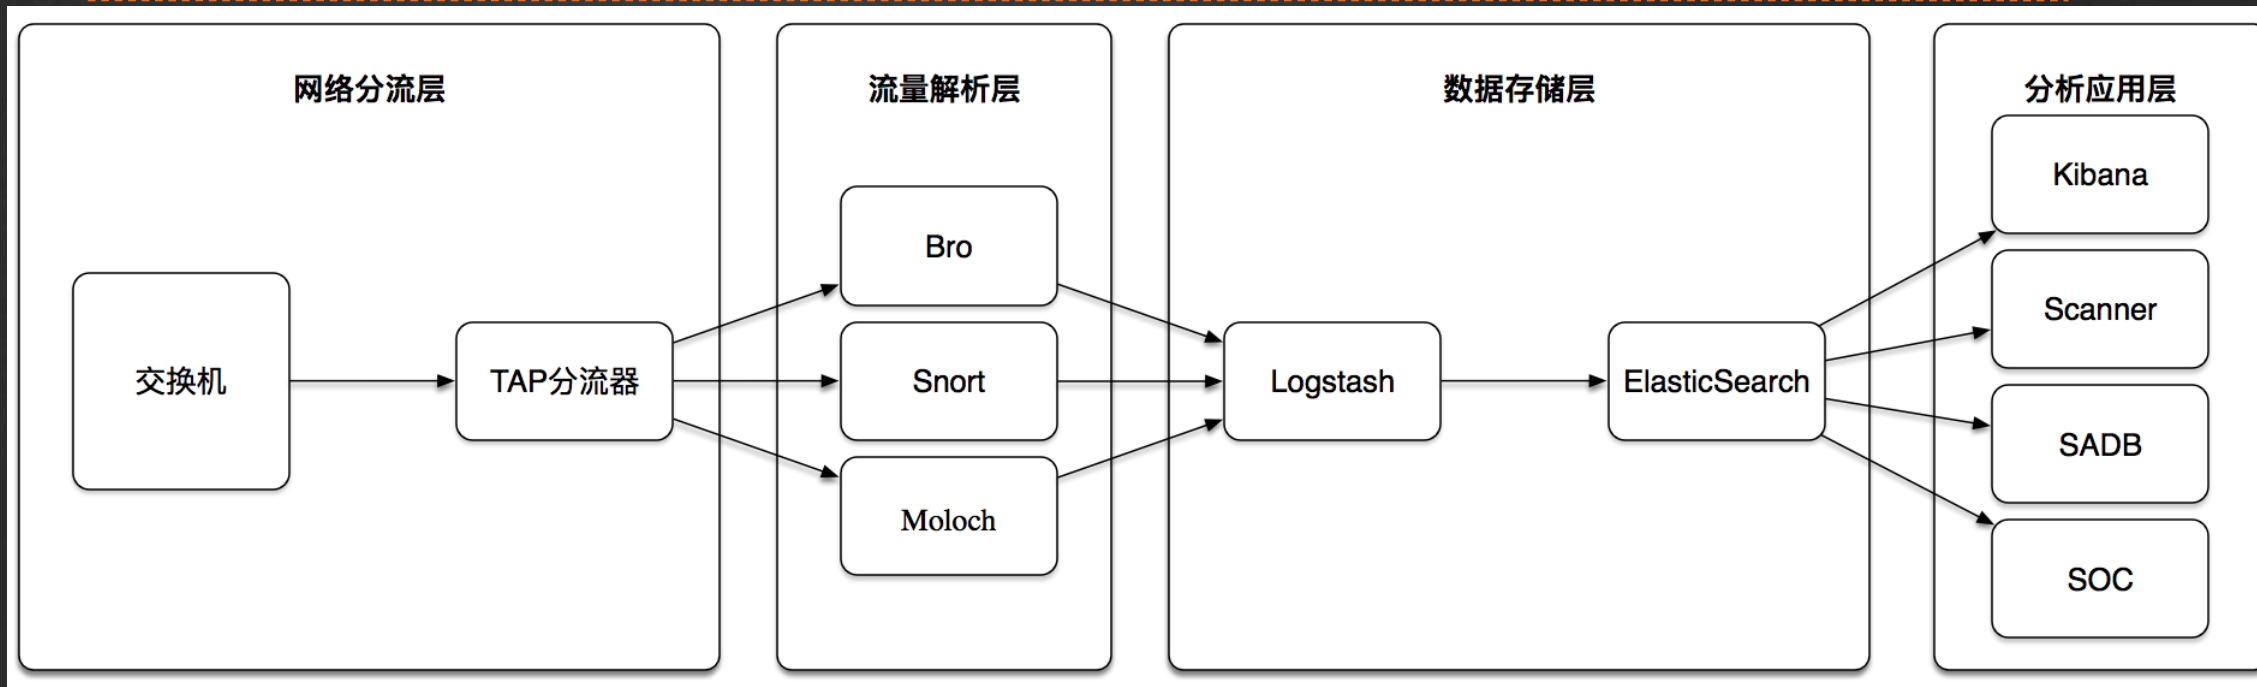 网络分流层
交换机
TAP分流器
流量解析层
Bro
Snort
Moloch
数据存储层
Logstash
ElasticSearch
分析应用层
Kibana
Scanner
SADB
SOC